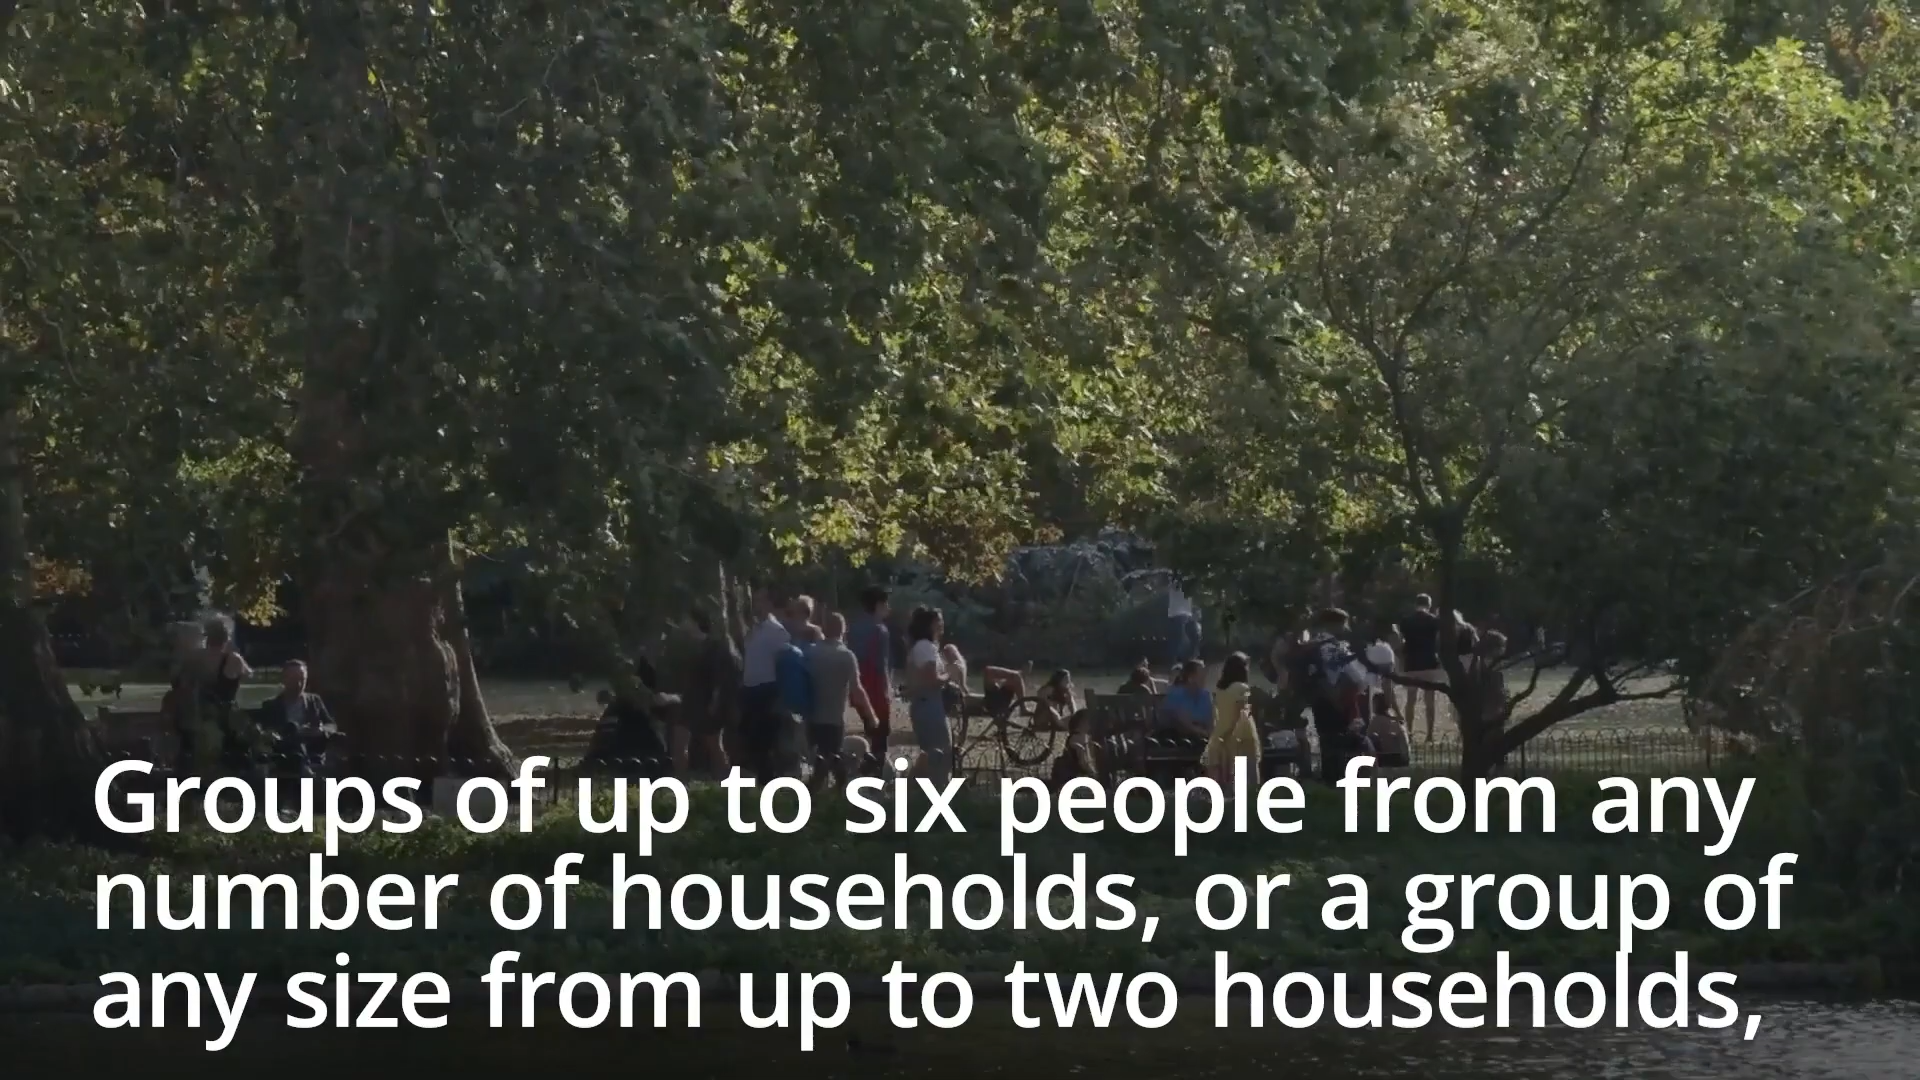 Groups of up to six people from any
number of households, or a group of
any size from up to two households,